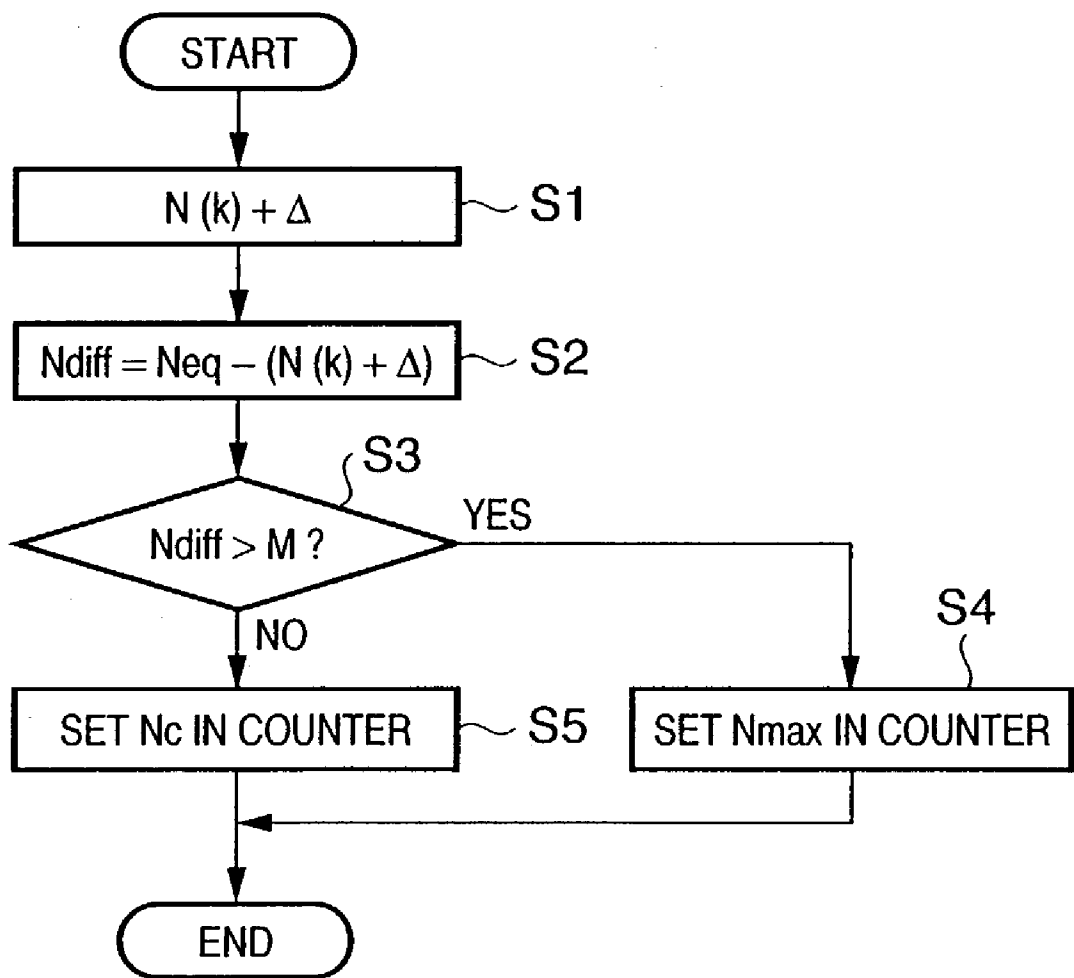 START
N (k) + Δ
S1
Ndiff = Neq – (N (k) + Δ)
S2
S3
Ndiff > M ?
YES
NO
S4
SET Nc IN COUNTER
S5
SET Nmax IN COUNTER
END